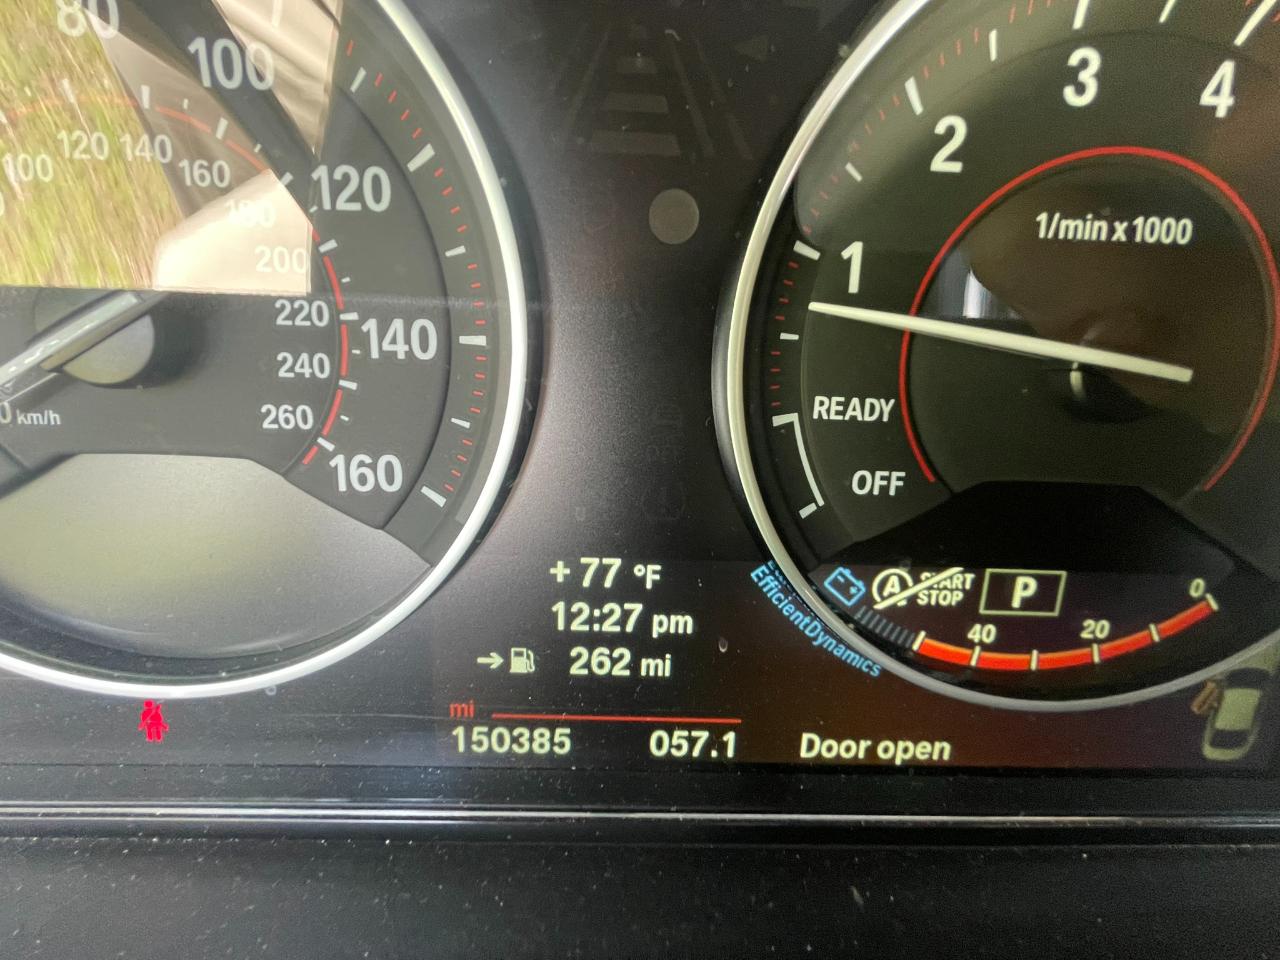 80
100
120
140
160
100
120
140
160
180
200
220
240
260
km/h
1
2
3
4
1/min x 1000
READY
OFF
+ 77 °F
12:27 pm
262 mi
mi
150385 057.1
EfficientDynamics
A START STOP
P
40 20 0
Door open